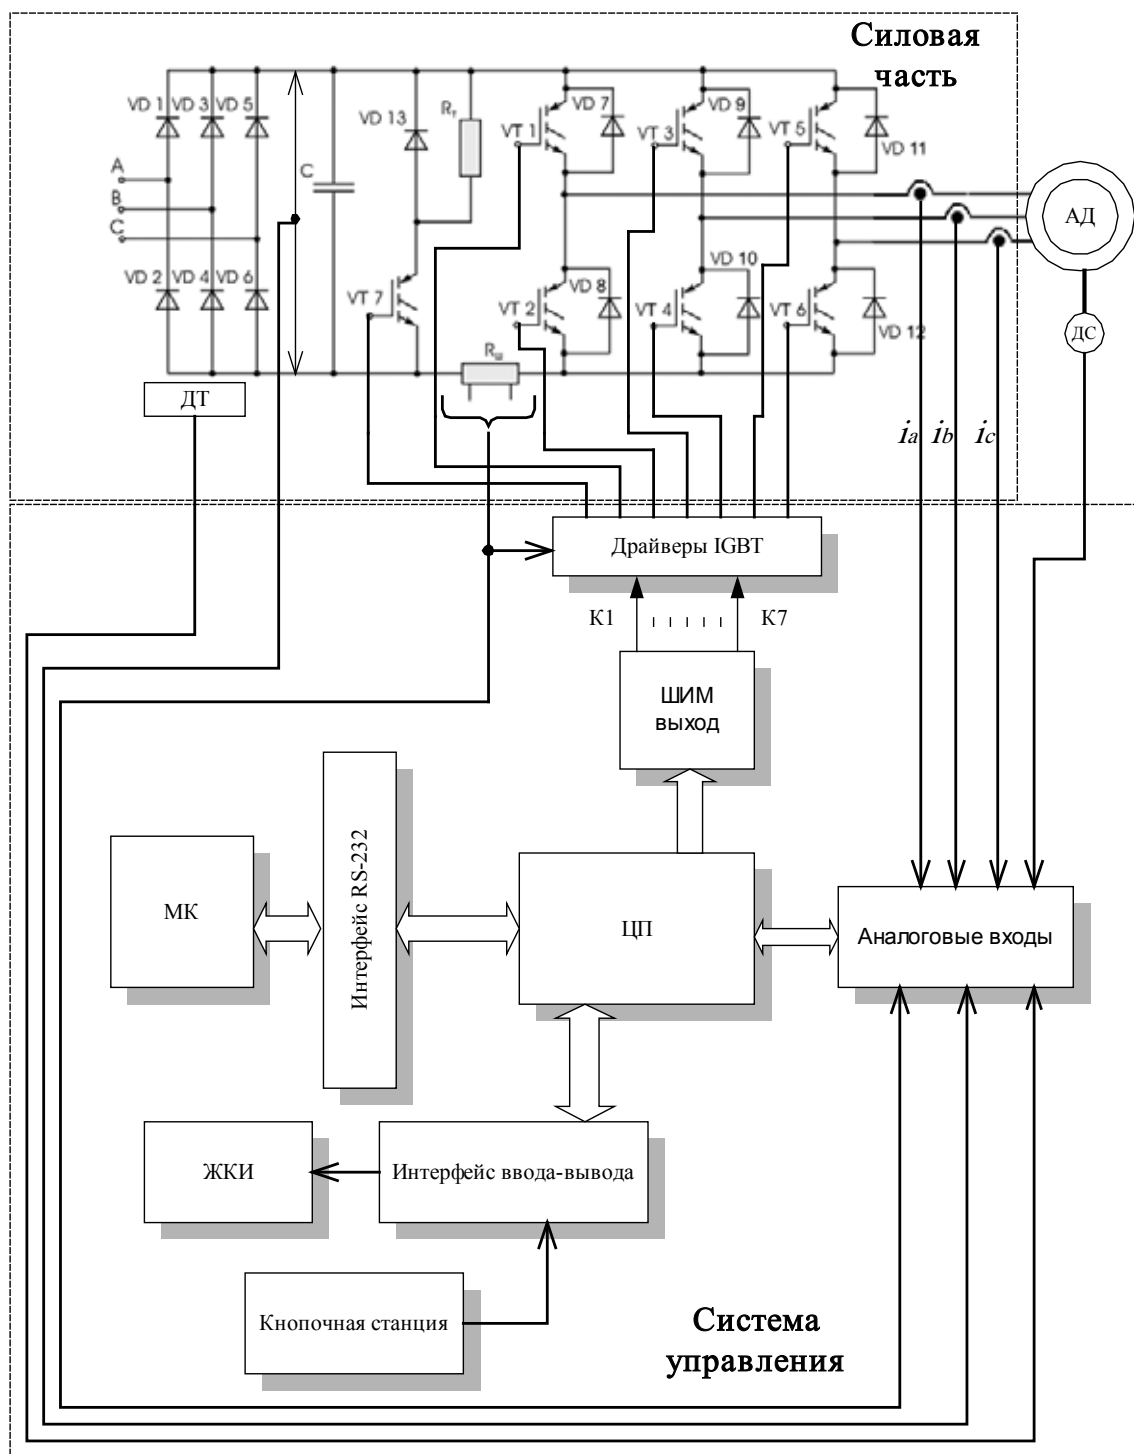 Силовая
часть
VD 1
VD 3
VD 5
VD 13
Rт
VT 1
VD 7
VT 3
VD 9
VT 5
VD 11
A
B
C
C
АД
VD 2
VD 4
VD 6
VT 7
VT 2
VD 8
VT 4
VD 10
VT 6
VD 12
ДС
Rш
ДТ
ia
ib
ic
Драйверы IGBT
К1
К7
ШИМ
выход
МК
Интерфейс RS-232
ЦП
Аналоговые входы
ЖКИ
Интерфейс ввода-вывода
Кнопочная станция
Система
управления